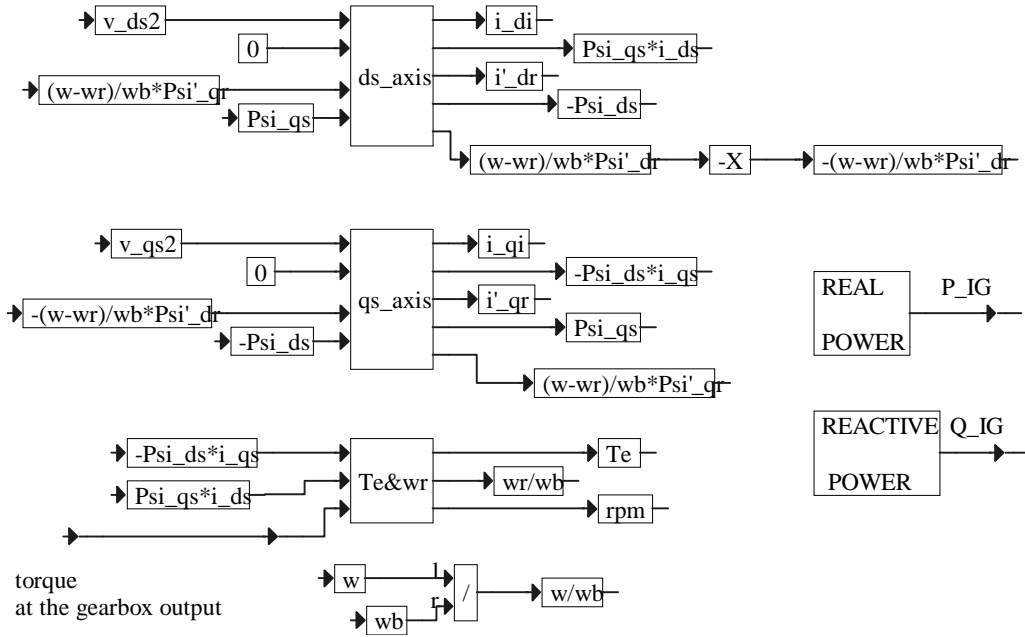 v_ds2
i_di
0
Psi_qs*i_ds
ds_axis
(w-wr)/wb*Psi'_qr
i'_dr
Psi_qs
-Psi_ds
(w-wr)/wb*Psi'_dr
-X
-(w-wr)/wb*Psi'_dr
v_qs2
i_qi
0
-Psi_ds*i_qs
qs_axis
-(w-wr)/wb*Psi'_dr
i'_qr
-Psi_ds
Psi_qs
(w-wr)/wb*Psi'_qr
REAL
POWER
P_IG
REACTIVE
POWER
Q_IG
-Psi_ds*i_qs
Te
Te&wr
wr/wb
Psi_qs*i_ds
rpm
torque
at the gearbox output
w
l
/
w/wb
wb
r